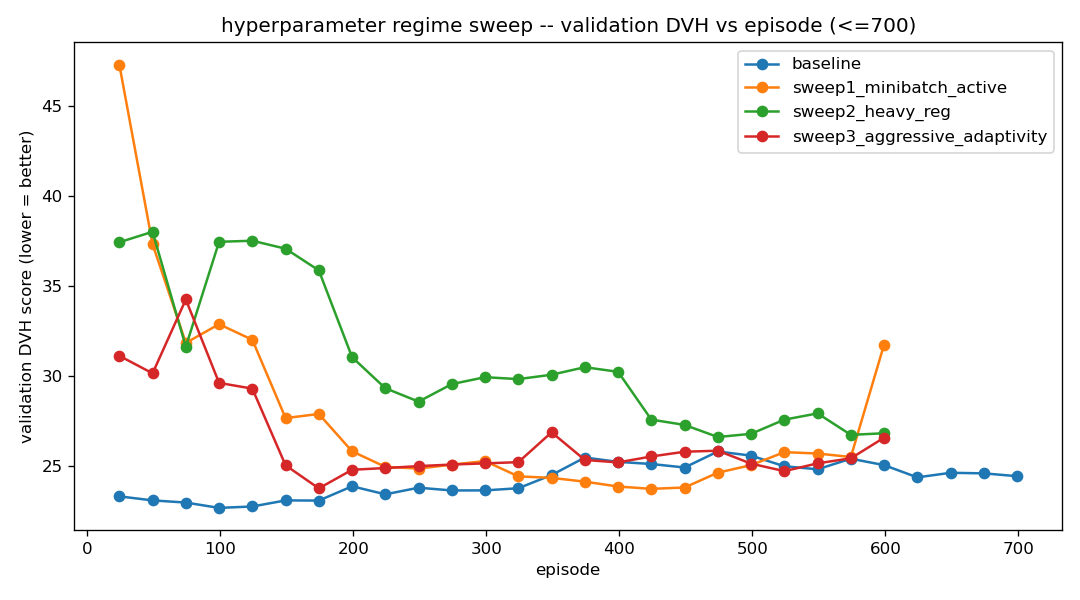 hyperparameter regime sweep -- validation DVH vs episode (<=700)
validation DVH score (lower = better)
45
40
35
30
25
baseline
sweep1_minibatch_active
sweep2_heavy_reg
sweep3_aggressive_adaptivity
0
100
200
300
400
500
600
700
episode